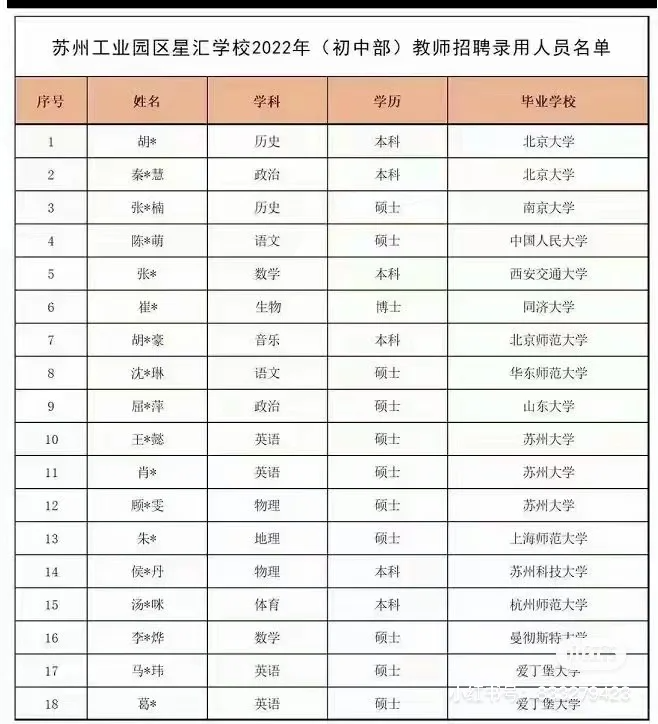 苏州工业园区星汇学校2022年（初中部）教师招聘录用人员名单
序号 姓名 学科 学历 毕业学校
1 胡* 历史 本科 北京大学
2 秦*慧 政治 本科 北京大学
3 张*楠 历史 硕士 南京大学
4 陈*萌 语文 硕士 中国人民大学
5 张* 数学 本科 西安交通大学
6 崔* 生物 博士 同济大学
7 胡*豪 音乐 本科 北京师范大学
8 沈*琳 语文 硕士 华东师范大学
9 屈*萍 政治 硕士 山东大学
10 王*懿 英语 硕士 苏州大学
11 肖* 英语 硕士 苏州大学
12 顾*雯 物理 硕士 苏州大学
13 朱* 地理 硕士 上海师范大学
14 侯*丹 物理 本科 苏州科技大学
15 汤*咪 体育 本科 杭州师范大学
16 李*烨 数学 硕士 曼彻斯特大学
17 马*玮 英语 硕士 爱丁堡大学
18 葛* 英语 硕士 爱丁堡大学
小红书
小红书号